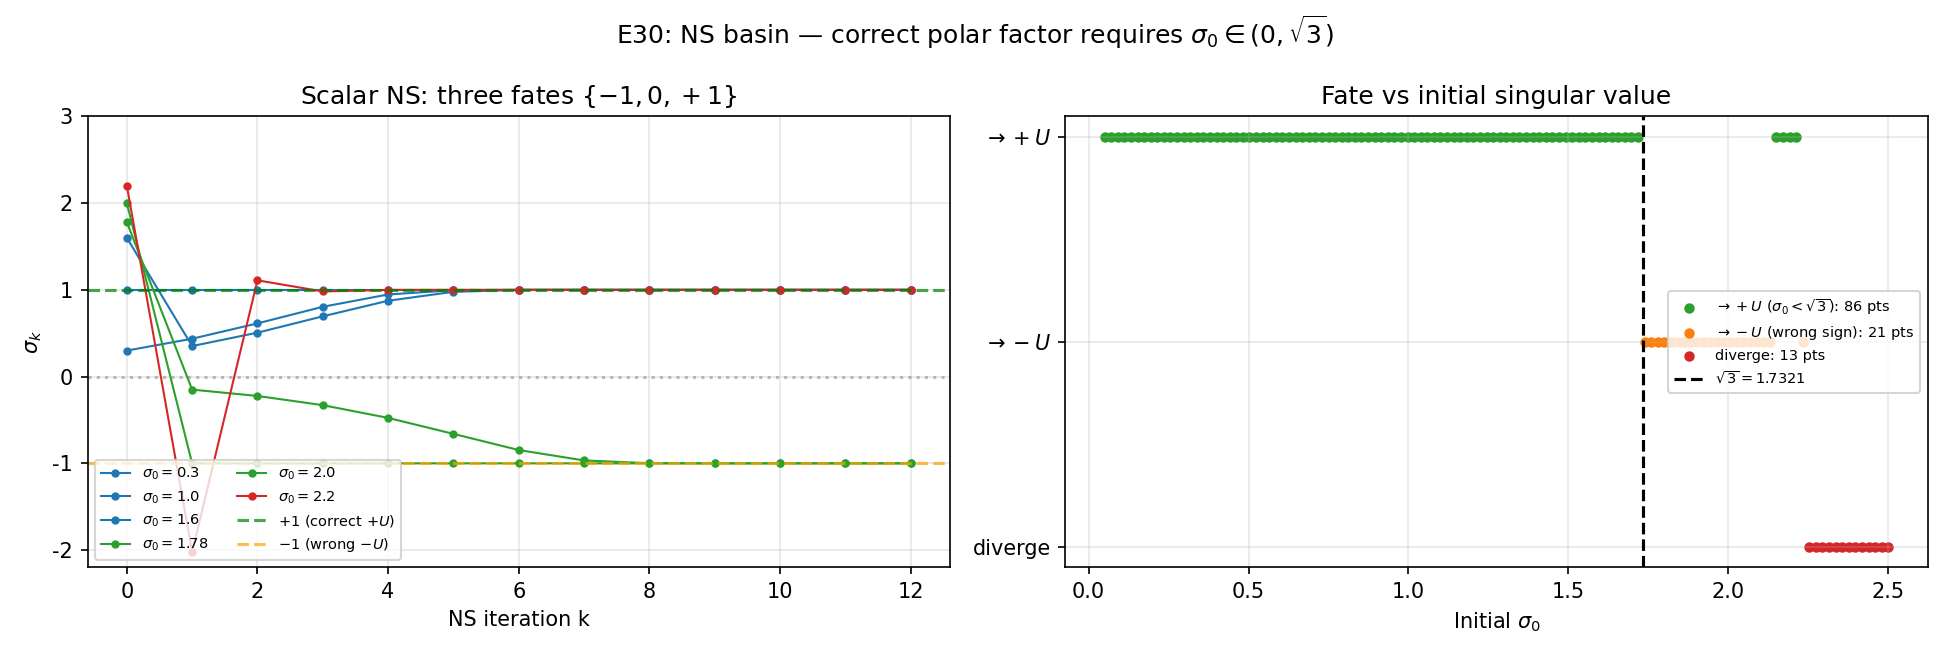 E30: NS basin — correct polar factor requires σ₀ ∈ (0, √3)
Scalar NS: three fates {−1, 0, +1}
3
2
1
0
-1
-2
σₖ
0
2
4
6
8
10
12
NS iteration k
σ₀ = 0.3
σ₀ = 1.0
σ₀ = 1.6
σ₀ = 1.78
σ₀ = 2.0
σ₀ = 2.2
+1 (correct +U)
−1 (wrong −U)
Fate vs initial singular value
→ +U
→ −U
diverge
→ +U (σ₀ < √3): 86 pts
→ −U (wrong sign): 21 pts
diverge: 13 pts
√3 = 1.7321
0.0
0.5
1.0
1.5
2.0
2.5
Initial σ₀